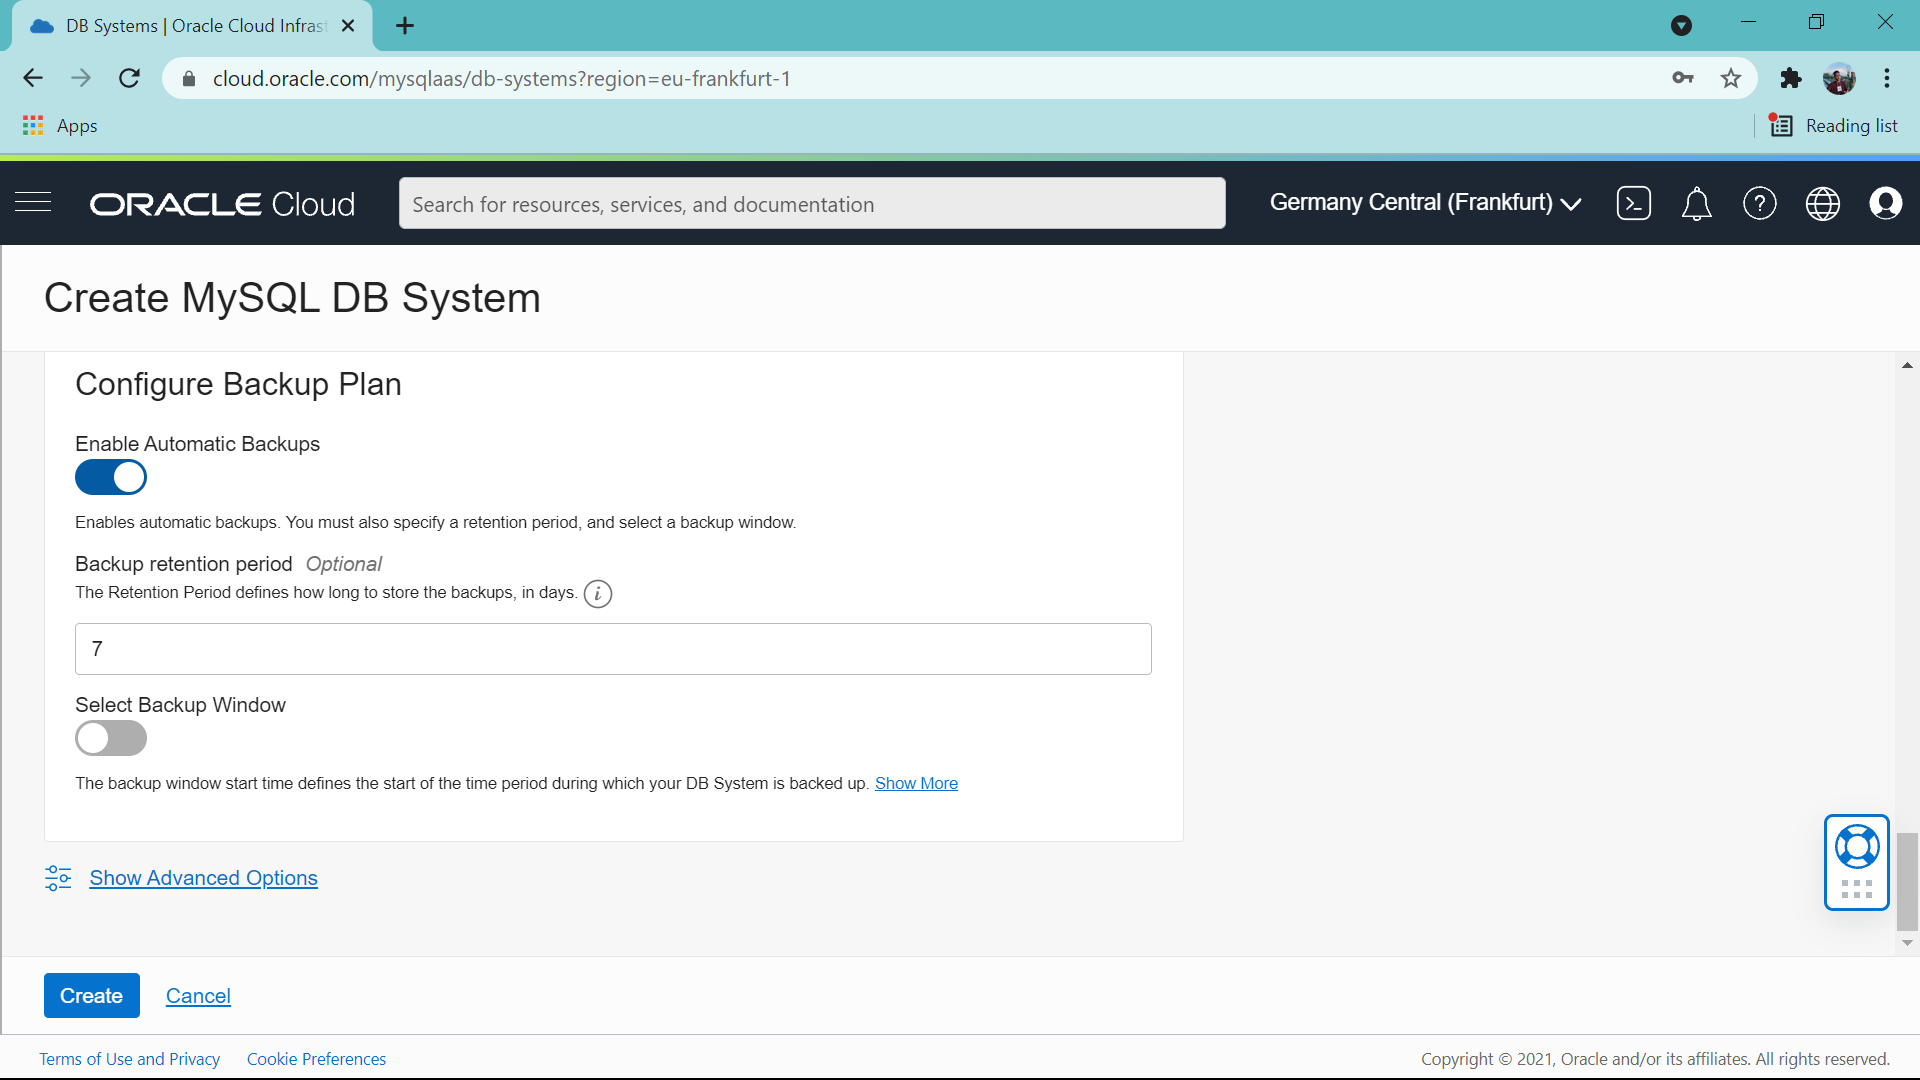 DB Systems | Oracle Cloud Infrast
cloud.oracle.com/mysqlaas/db-systems?region=eu-frankfurt-1
Apps
Reading list
ORACLE Cloud
Search for resources, services, and documentation
Germany Central (Frankfurt)
Create MySQL DB System
Configure Backup Plan
Enable Automatic Backups
Enables automatic backups. You must also specify a retention period, and select a backup window.
Backup retention period Optional
The Retention Period defines how long to store the backups, in days.
7
Select Backup Window
The backup window start time defines the start of the time period during which your DB System is backed up. Show More
Show Advanced Options
Create Cancel
Terms of Use and Privacy Cookie Preferences
Copyright © 2021, Oracle and/or its affiliates. All rights reserved.